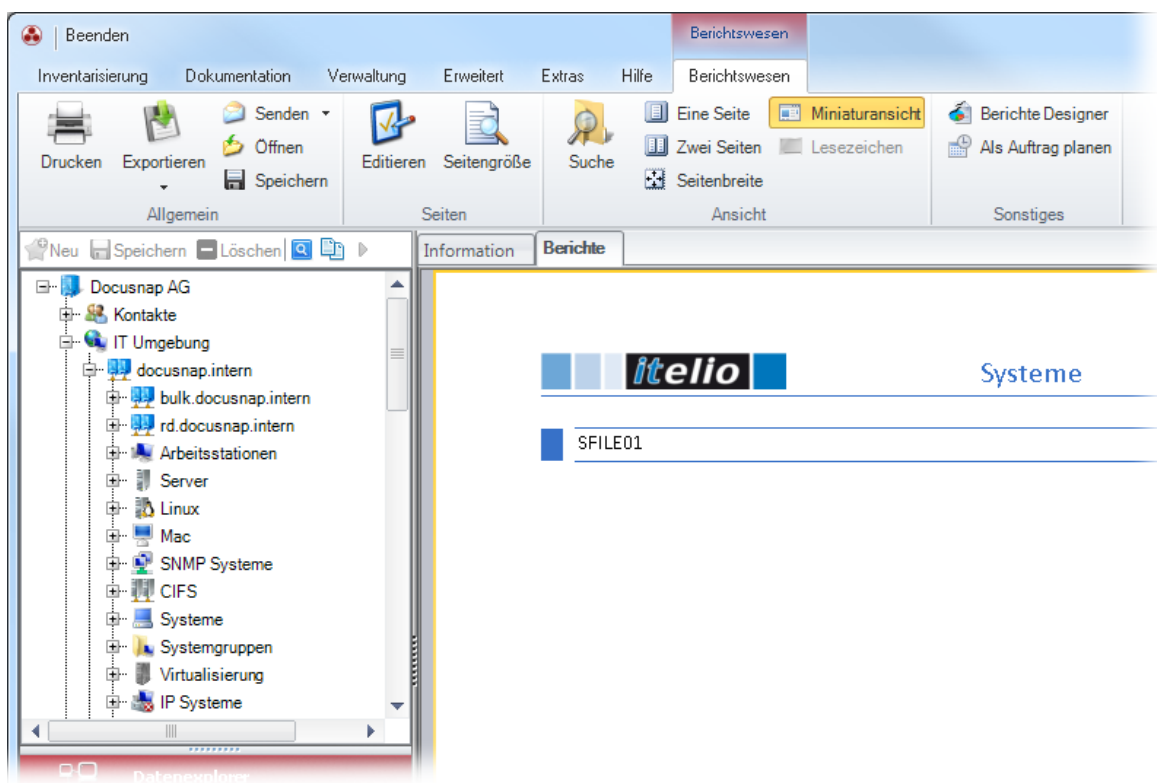 Beenden
Berichtswesen
Inventarisierung Dokumentation Verwaltung Erweitert Extras Hilfe Berichtswesen
Drucken Exportieren Senden Öffnen Speichern
Allgemein
Editieren Seitengröße
Seiten
Suche Eine Seite Zwei Seiten Seitenbreite Miniaturansicht Lesezeichen
Ansicht
Berichte Designer
Als Auftrag planen
Sonstiges
Neu Speichern Löschen
Docusnap AG
Kontakte
IT Umgebung
docusnap.intern
bulk.docusnap.intern
rd.docusnap.intern
Arbeitsstationen
Server
Linux
Mac
SNMP Systeme
CIFS
Systeme
Systemgruppen
Virtualisierung
IP Systeme
Datenexplorer
Information Berichte
itelio Systeme
SFILE01